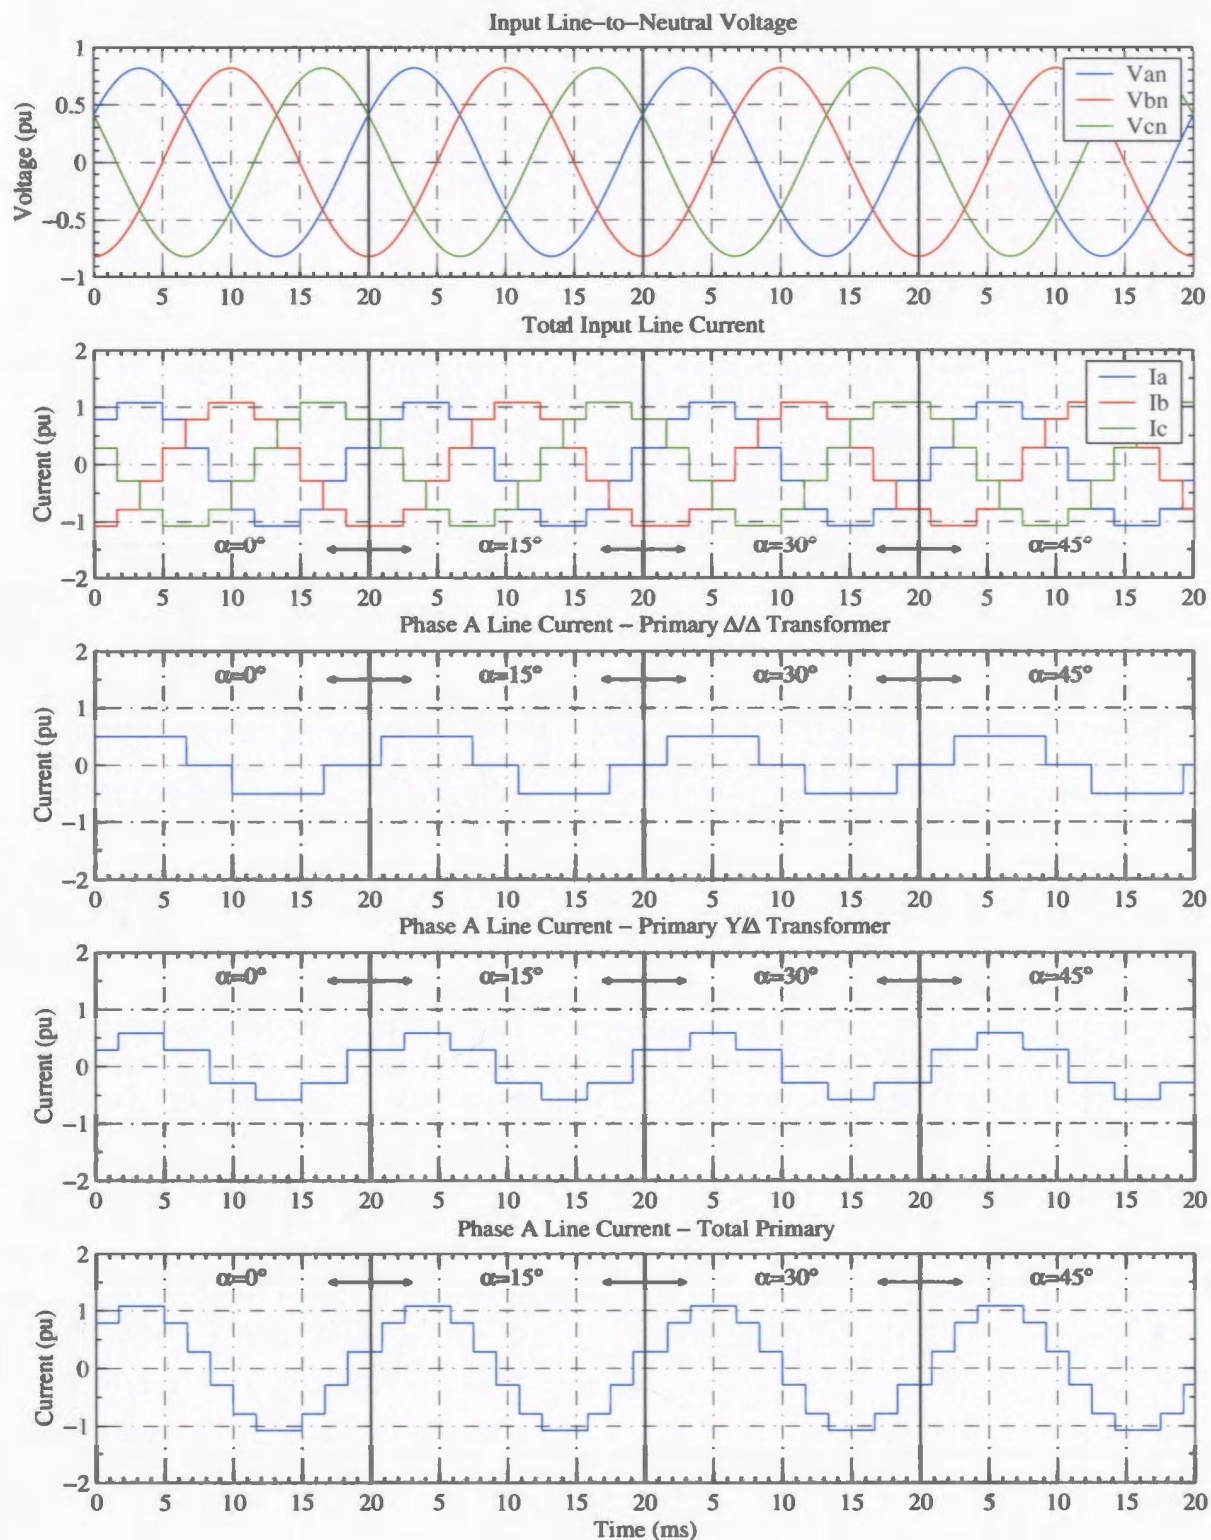 Input Line–to–Neutral Voltage
Voltage (pu)
1
0.5
0
−0.5
−1
Van
Vbn
Vcn
0 5 10 15 20 5 10 15 20 5 10 15 20 5 10 15 20
Total Input Line Current
Current (pu)
2
1
0
−1
−2
Ia
Ib
Ic
α=0° α=15° α=30° α=45°
0 5 10 15 20 5 10 15 20 5 10 15 20 5 10 15 20
Phase A Line Current – Primary Δ/Δ Transformer
Current (pu)
2
1
0
−1
−2
α=0° α=15° α=30° α=45°
0 5 10 15 20 5 10 15 20 5 10 15 20 5 10 15 20
Phase A Line Current – Primary Y/Δ Transformer
Current (pu)
2
1
0
−1
−2
α=0° α=15° α=30° α=45°
0 5 10 15 20 5 10 15 20 5 10 15 20 5 10 15 20
Phase A Line Current – Total Primary
Current (pu)
2
1
0
−1
−2
α=0° α=15° α=30° α=45°
0 5 10 15 20 5 10 15 20 5 10 15 20 5 10 15 20
Time (ms)